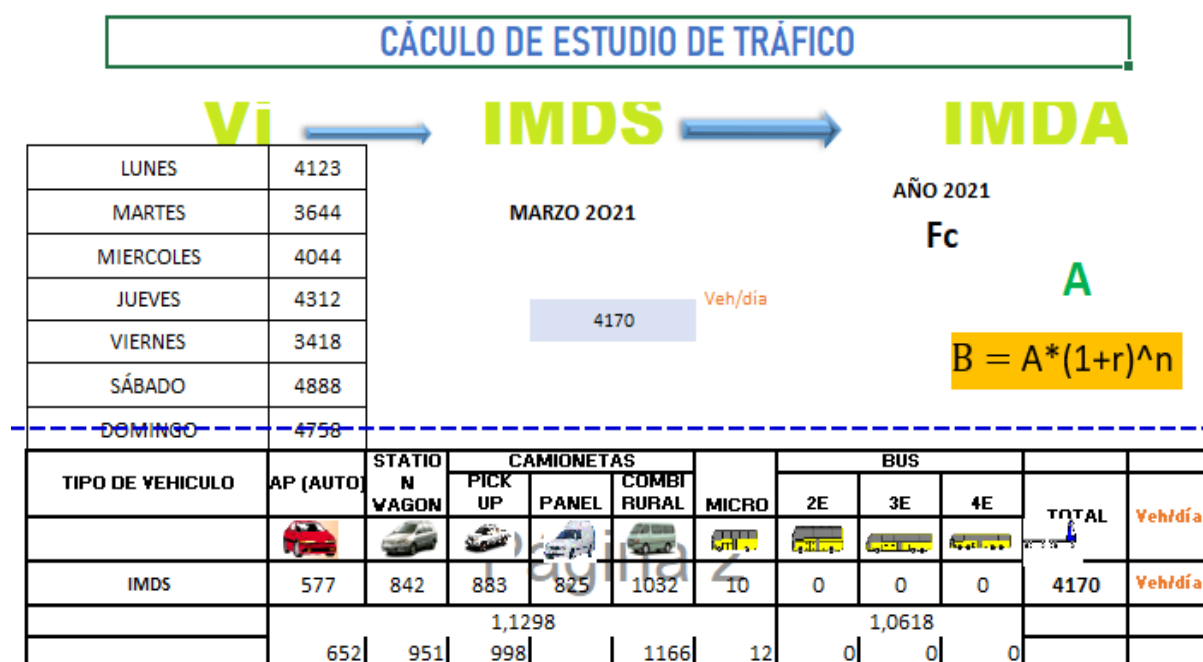 CÁCULO DE ESTUDIO DE TRÁFICO
Vi IMDS IMDA
LUNES 4123
MARTES 3644
MIERCOLES 4044
JUEVES 4312
VIERNES 3418
SÁBADO 4888
DOMINGO 4758
MARZO 2O21
4170 Veh/día
AÑO 2021
Fc
A
B = A*(1+r)^n
TIPO DE VEHICULO AP (AUTO) STATIO N VAGON CAMIONETAS MICRO BUS TOTAL Veh/día
PICK UP PANEL COMBI RURAL 2E 3E 4E
Página 2
IMDS 577 842 883 825 1032 10 0 0 0 4170 Veh/día
1,1298 1,0618
652 951 998 1166 12 0 0 0